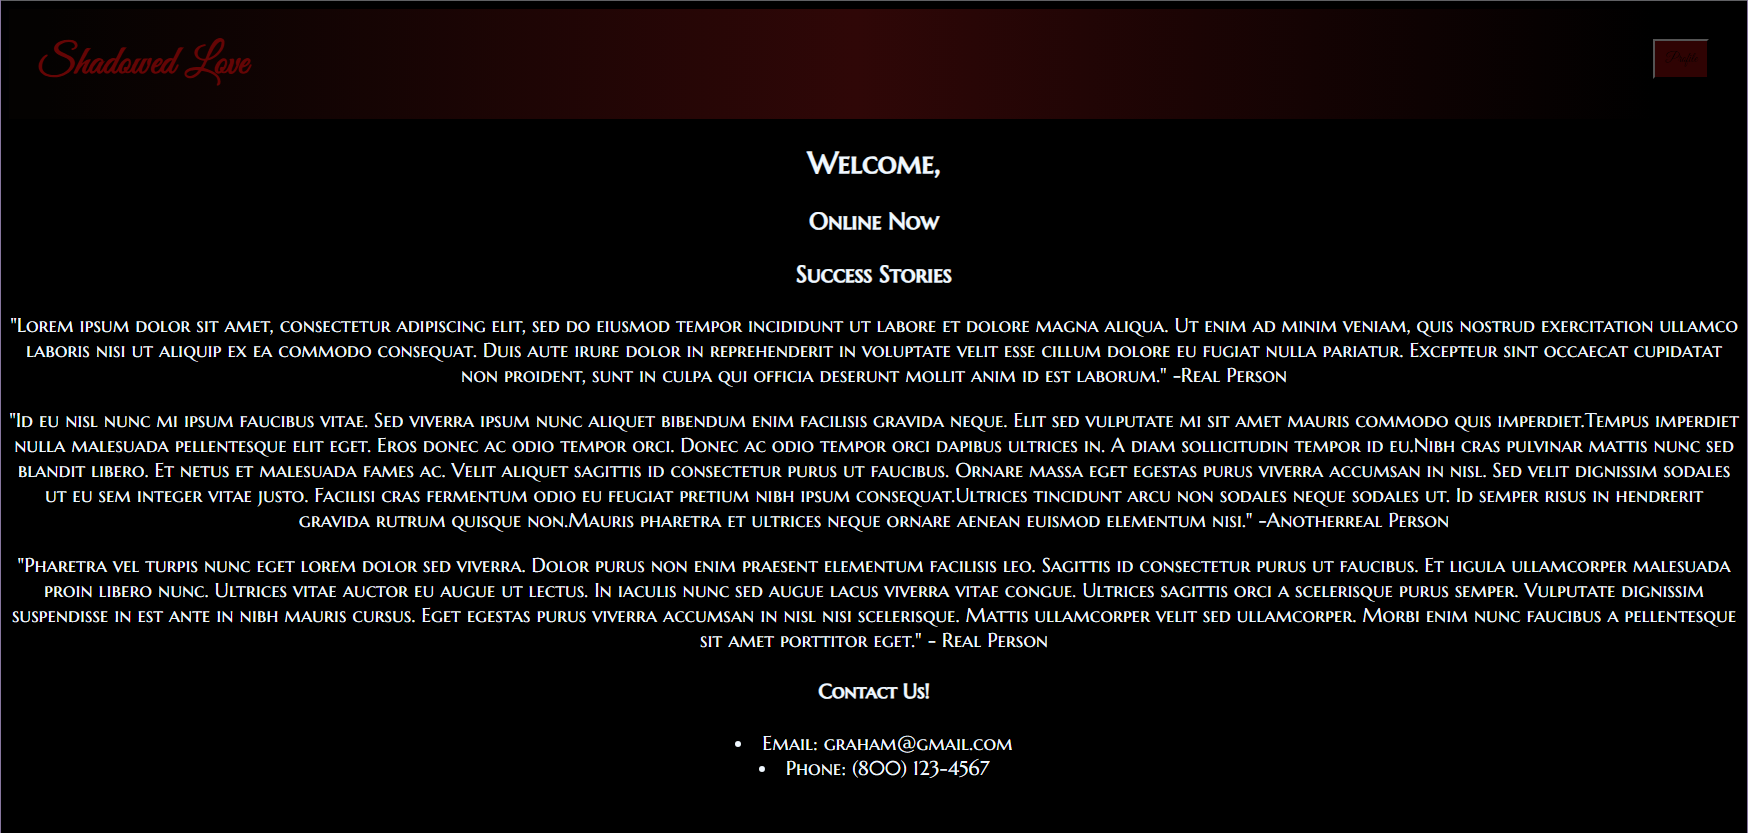 Shadowed Love
Welcome,
Online Now
Success Stories
"Lorem ipsum dolor sit amet, consectetur adipiscing elit, sed do eiusmod tempor incididunt ut labore et dolore magna aliqua. Ut enim ad minim veniam, quis nostrud exercitation ullamco
laboris nisi ut aliquip ex ea commodo consequat. Duis aute irure dolor in reprehenderit in voluptate velit esse cillum dolore eu fugiat nulla pariatur. Excepteur sint occaecat cupidatat
non proident, sunt in culpa qui officia deserunt mollit anim id est laborum." -Real Person
"Id eu nisl nunc mi ipsum faucibus vitae. Sed viverra ipsum nunc aliquet bibendum enim facilisis gravida neque. Elit sed vulputate mi sit amet mauris commodo quis imperdiet.Tempus imperdiet
nulla malesuada pellentesque elit eget. Eros donec ac odio tempor orci. Donec ac odio tempor orci dapibus ultrices in. A diam sollicitudin tempor id eu.Nibh cras pulvinar mattis nunc sed
blandit libero. Et netus et malesuada fames ac. Velit aliquet sagittis id consectetur purus ut faucibus. Ornare massa eget egestas purus viverra accumsan in nisl. Sed velit dignissim sodales
ut eu sem integer vitae justo. Facilisi cras fermentum odio eu feugiat pretium nibh ipsum consequat.Ultrices tincidunt arcu non sodales neque sodales ut. Id semper risus in hendrerit
gravida rutrum quisque non.Mauris pharetra et ultrices neque ornare aenean euismod elementum nisi." -Anotherreal Person
"Pharetra vel turpis nunc eget lorem dolor sed viverra. Dolor purus non enim praesent elementum facilisis leo. Sagittis id consectetur purus ut faucibus. Et ligula ullamcorper malesuada
proin libero nunc. Ultrices vitae auctor eu augue ut lectus. In iaculis nunc sed augue lacus viverra vitae congue. Ultrices sagittis orci a scelerisque purus semper. Vulputate dignissim
suspendisse in est ante in nibh mauris cursus. Eget egestas purus viverra accumsan in nisl nisi scelerisque. Mattis ullamcorper velit sed ullamcorper. Morbi enim nunc faucibus a pellentesque
sit amet porttitor eget." - Real Person
Contact Us!
• Email: graham@gmail.com
• Phone: (800) 123-4567